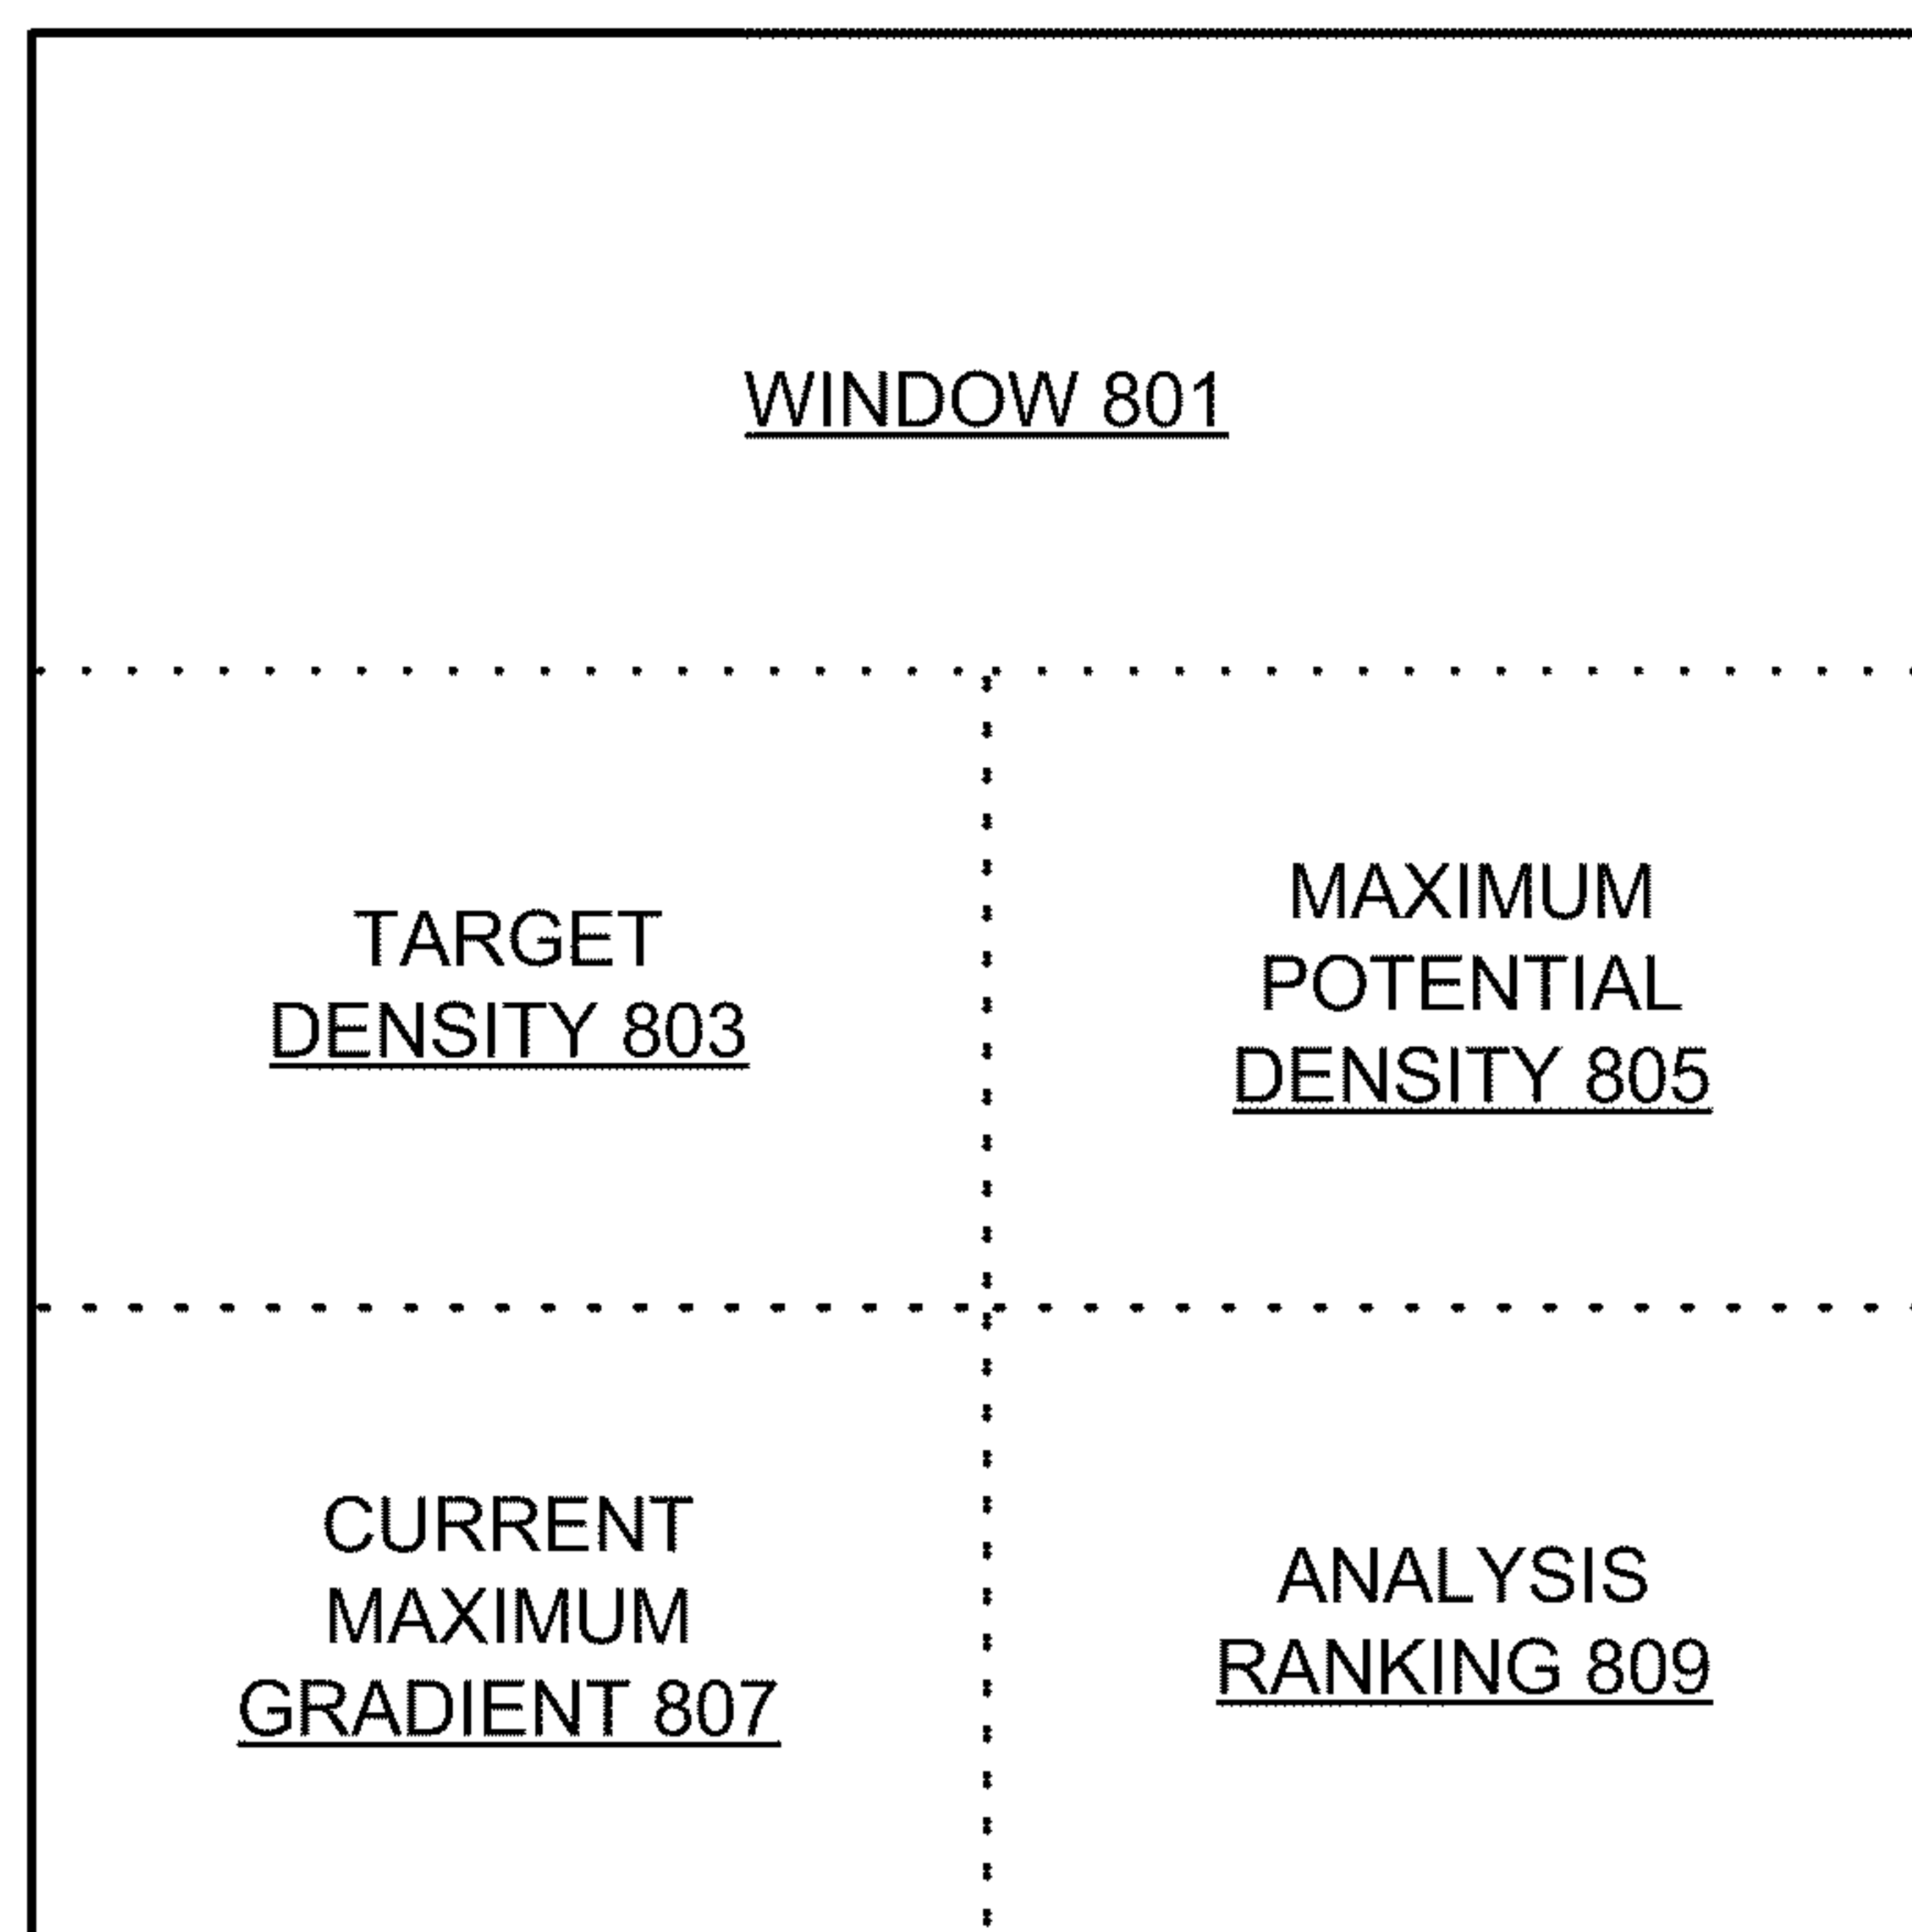 WINDOW 801
TARGET
DENSITY 803
MAXIMUM
POTENTIAL
DENSITY 805
CURRENT
MAXIMUM
GRADIENT 807
ANALYSIS
RANKING 809